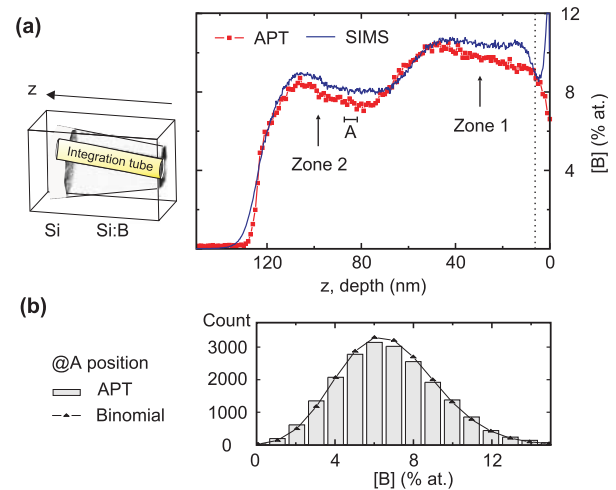 (a)
z
Integration tube
Si
Si:B
APT
SIMS
Zone 2
A
Zone 1
12
8
4
[B] (% at.)
120
80
40
0
z, depth (nm)
(b)
@A position
APT
Binomial
Count
3000
2000
1000
0
0
4
8
12
[B] (% at.)